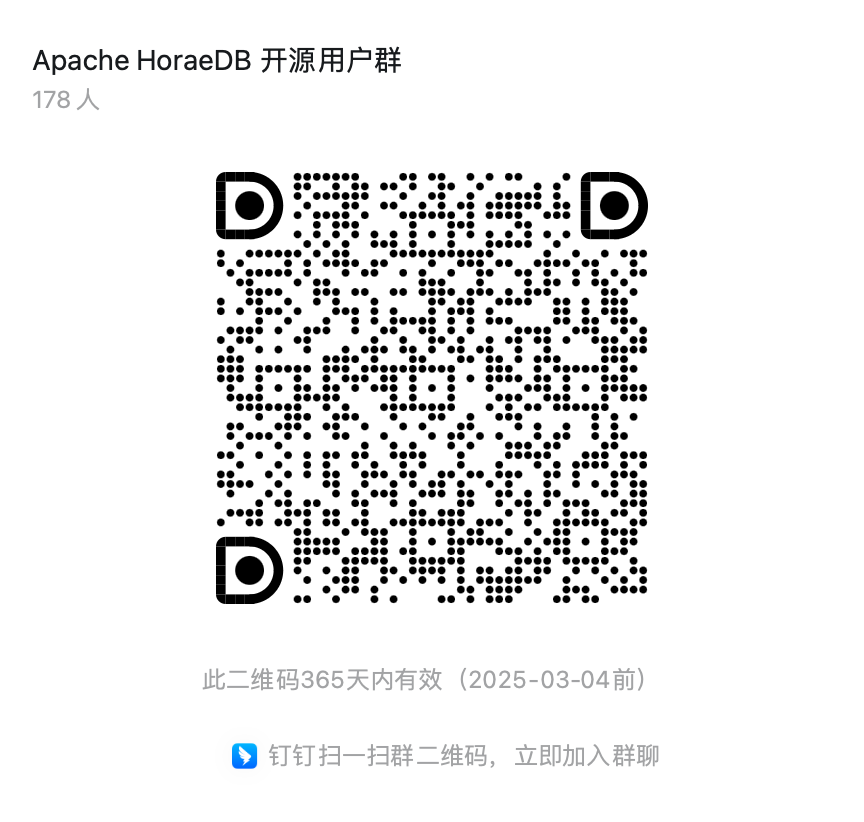 Apache HoraeDB 开源用户群
178 人
此二维码365天内有效（2025-03-04前）
钉钉扫一扫群二维码，立即加入群聊